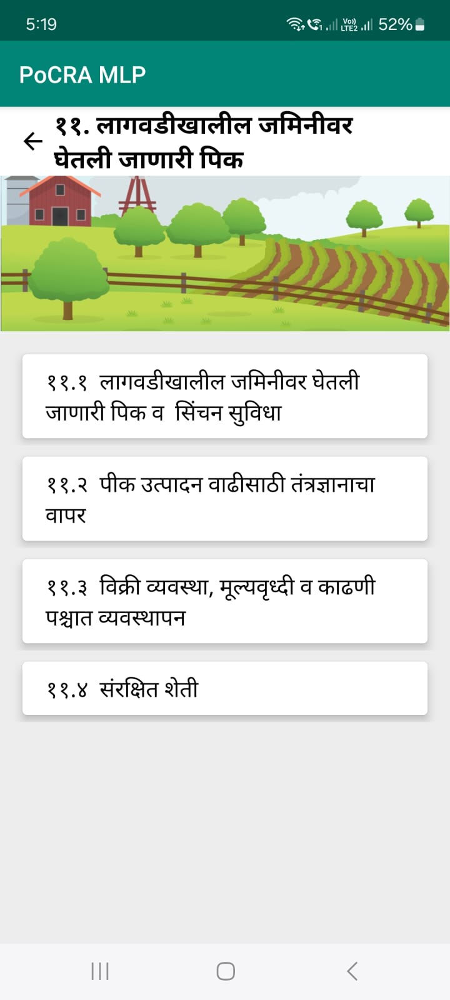 5:19
Vo)) LTE2 52%
PoCRA MLP
११. लागवडीखालील जमिनीवर
घेतली जाणारी पिक
११.१ लागवडीखालील जमिनीवर घेतली
जाणारी पिक व सिंचन सुविधा
११.२ पीक उत्पादन वाढीसाठी तंत्रज्ञानाचा
वापर
११.३ विक्री व्यवस्था, मूल्यवृध्दी व काढणी
पश्चात व्यवस्थापन
११.४ संरक्षित शेती